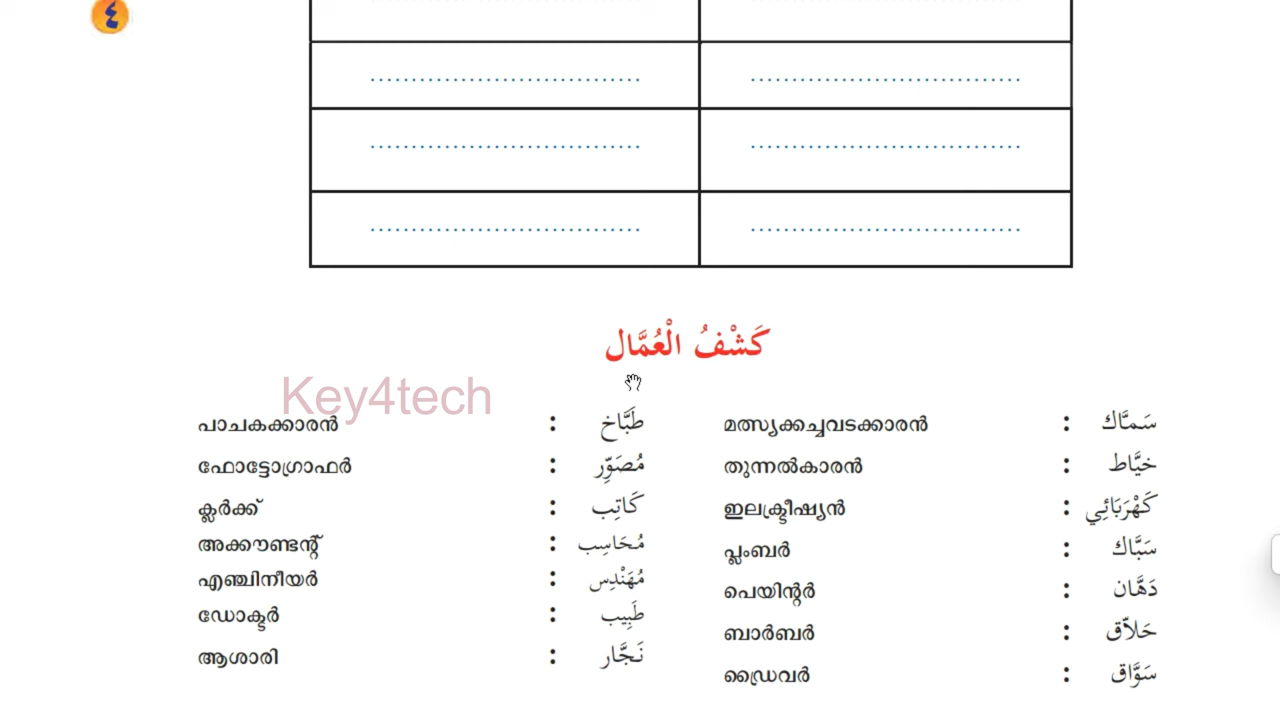 ٤
................................ ................................
................................ ................................
................................ ................................
كَشْفُ الْعُمَّال
Key4tech
سَمَّاك : മത്സ്യക്കച്ചവടക്കാരൻ
خيَّاط : തുന്നൽകാരൻ
كَهْرَبَائِي : ഇലക്ട്രീഷ്യൻ
سَبَّاك : പ്ലംബർ
دَهَّان : പെയിന്റർ
حَلاَّق : ബാർബർ
سَوَّاق : ഡ്രൈവർ
طَبَّاخ : പാചകക്കാരൻ
مُصَوِّر : ഫോട്ടോഗ്രാഫർ
كَاتِب : ക്ലർക്ക്
مُحَاسِب : അക്കൗണ്ടന്റ്
مُهَنْدِس : എഞ്ചിനീയർ
طَبِيب : ഡോക്ടർ
نَجَّار : ആശാരി